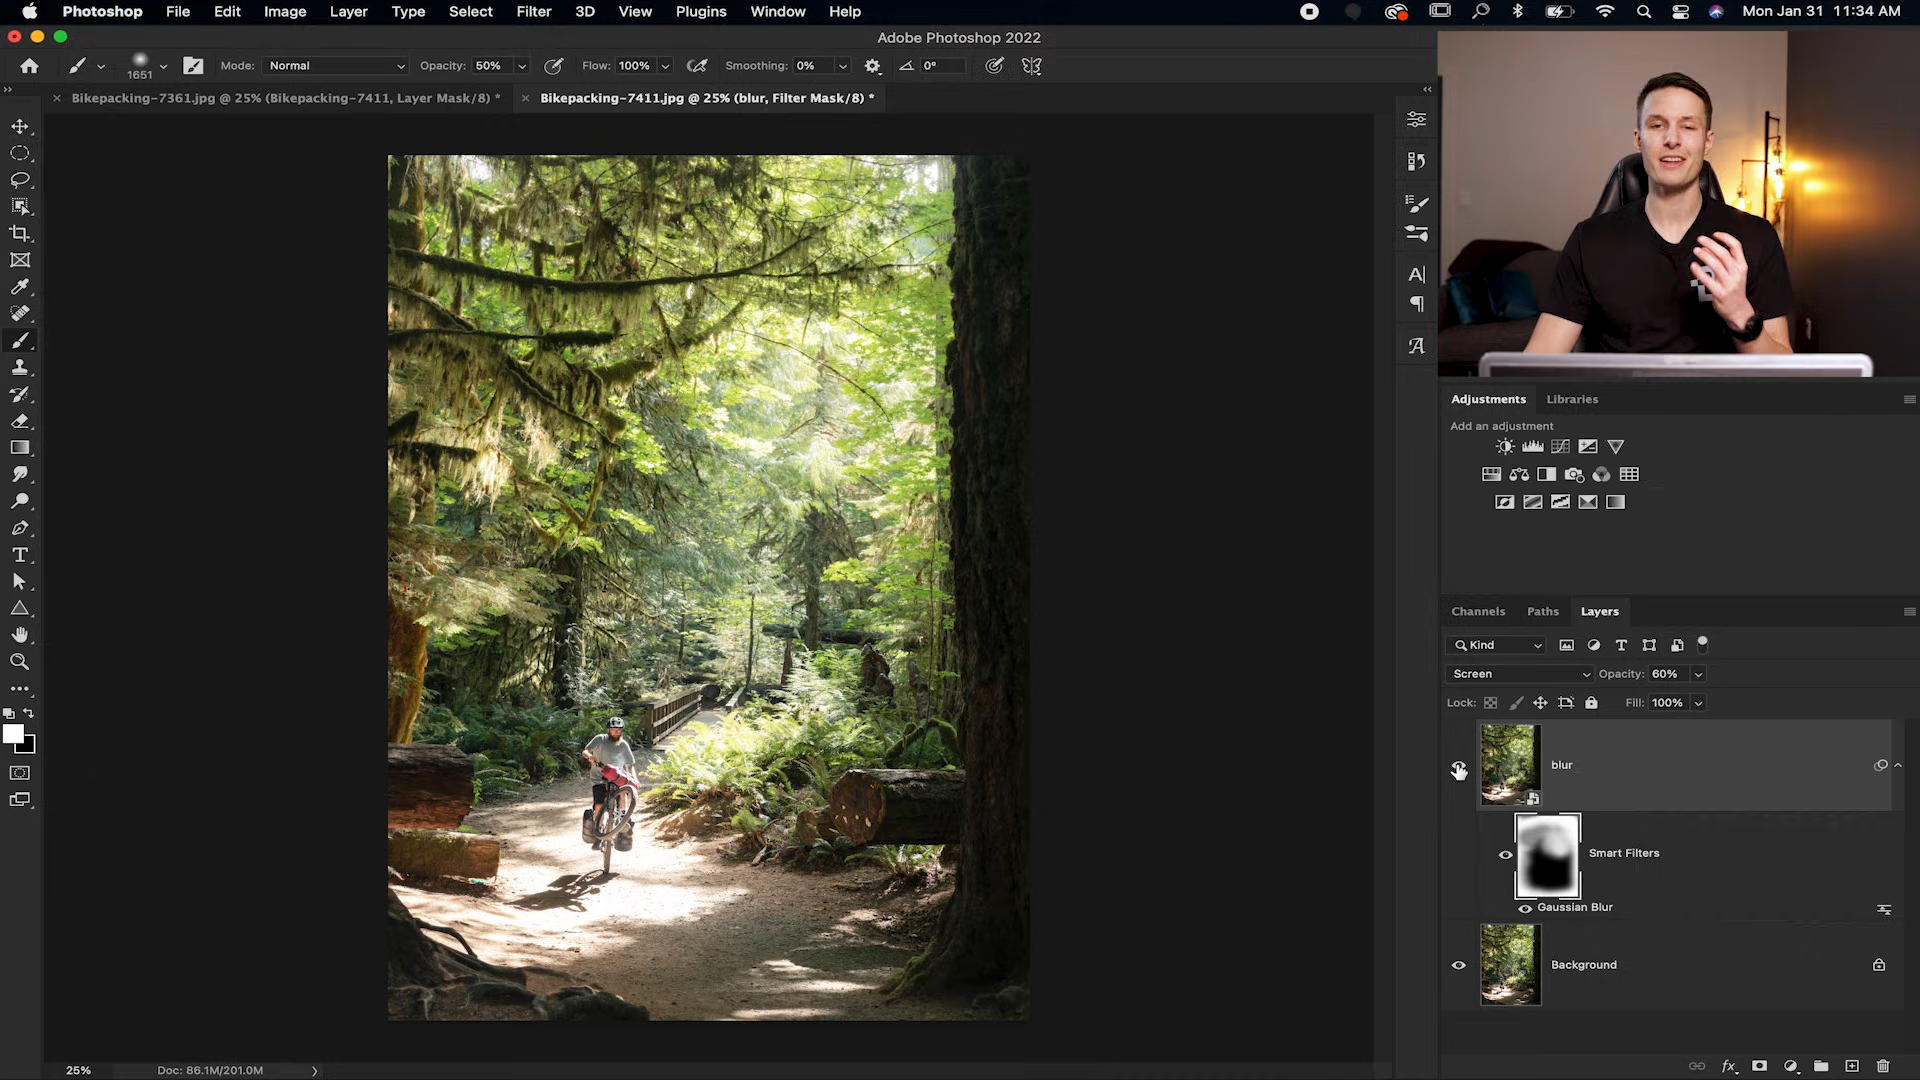 Photoshop File Edit Image Layer Type Select Filter 3D View Plugins Window Help Mon Jan 31 11:34 AM
Adobe Photoshop 2022
1651 Mode: Normal Opacity: 50% Flow: 100% Smoothing: 0% 0°
Bikepacking-7361.jpg @ 25% (Bikepacking-7411, Layer Mask/8) * Bikepacking-7411.jpg @ 25% (blur, Filter Mask/8) *
Adjustments Libraries
Add an adjustment
Channels Paths Layers
Kind
Screen Opacity: 60%
Lock: Fill: 100%
blur
Smart Filters
Gaussian Blur
Background
25% Doc: 86.1M/201.0M